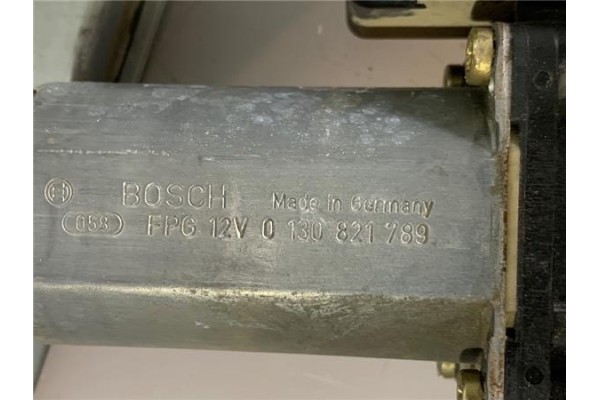 BOSCH Made in Germany
058 FPG 12V 0 130 821 789